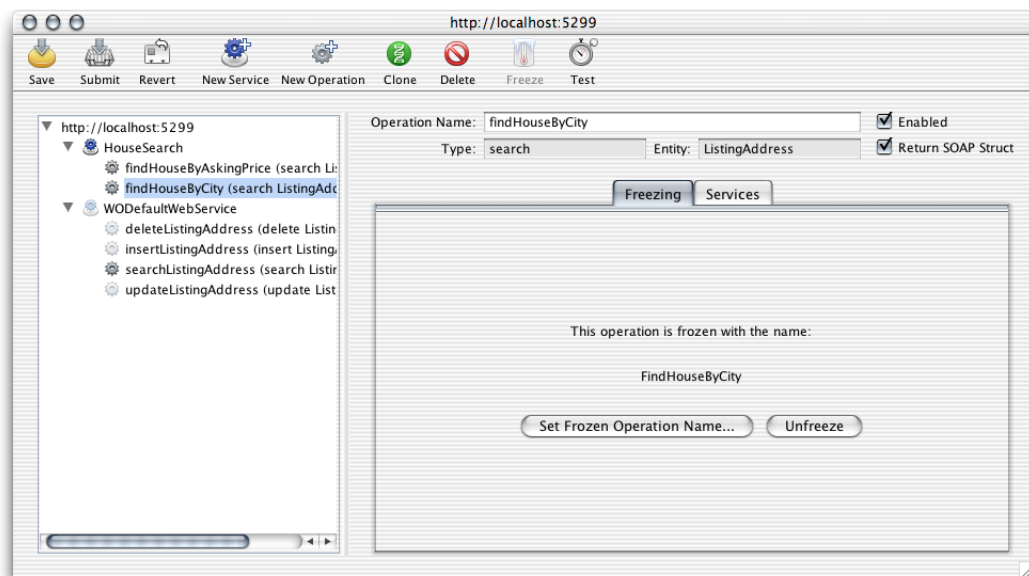 http://localhost:5299
Save Submit Revert New Service New Operation Clone Delete Freeze Test
http://localhost:5299
HouseSearch
findHouseByAskingPrice (search Li
findHouseByCity (search ListingAdd
WODefaultWebService
deleteListingAddress (delete Listin
insertListingAddress (insert Listing
searchListingAddress (search Listin
updateListingAddress (update List
Operation Name: findHouseByCity Enabled
Type: search Entity: ListingAddress Return SOAP Struct
Freezing Services
This operation is frozen with the name:
FindHouseByCity
Set Frozen Operation Name... Unfreeze